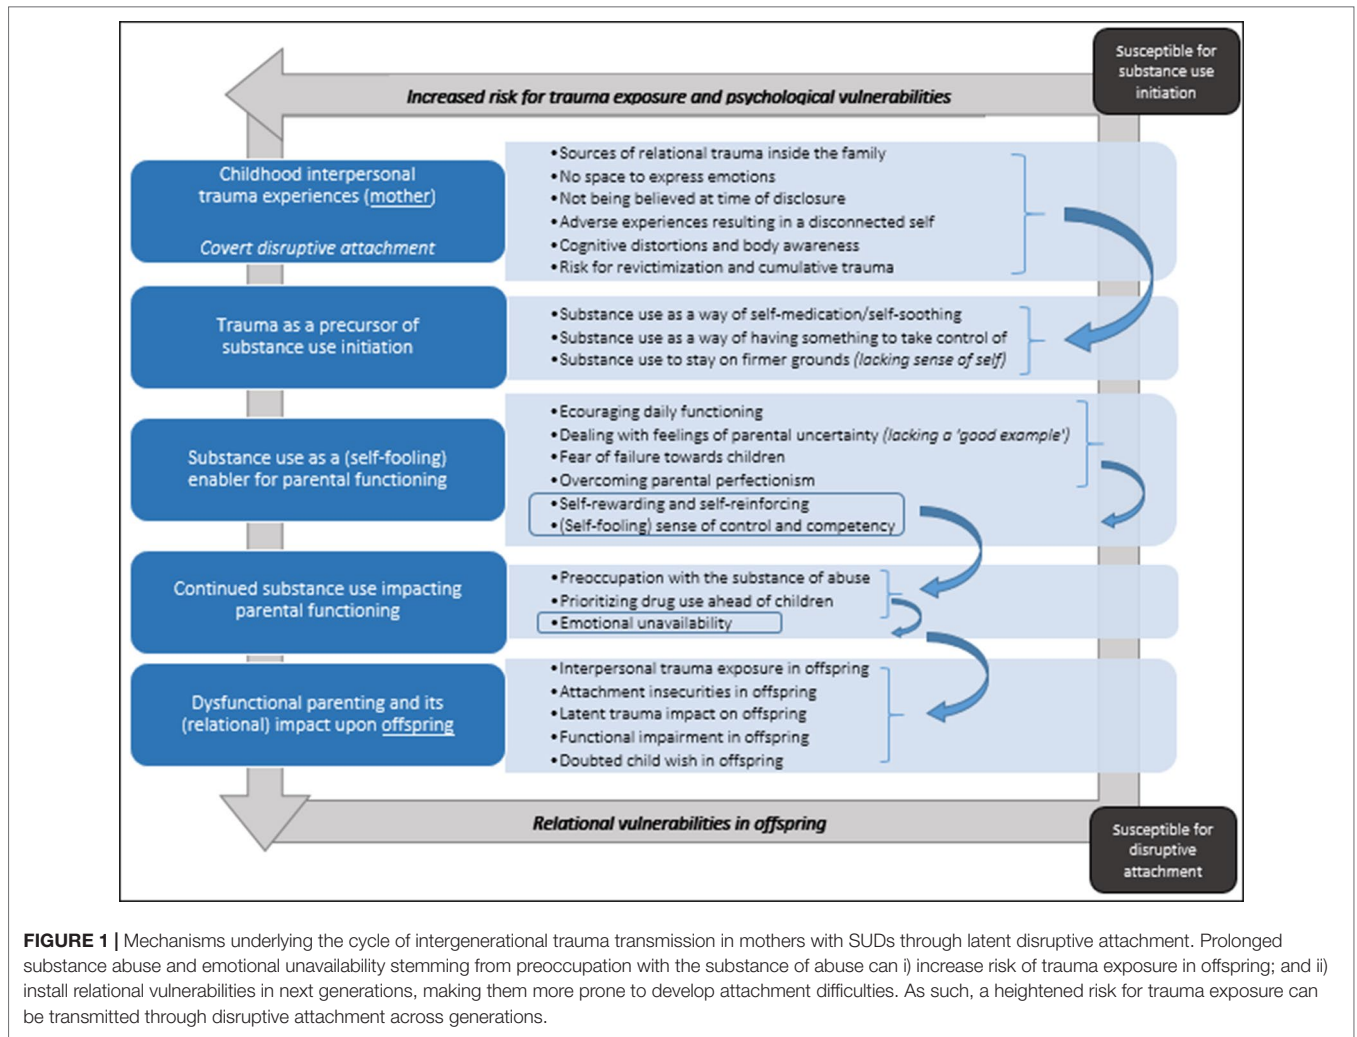 Susceptible for
substance use
initiation
Increased risk for trauma exposure and psychological vulnerabilities
Childhood interpersonal
trauma experiences (mother)
Covert disruptive attachment
•Sources of relational trauma inside the family
•No space to express emotions
•Not being believed at time of disclosure
•Adverse experiences resulting in a disconnected self
•Cognitive distortions and body awareness
•Risk for revictimization and cumulative trauma
Trauma as a precursor of
substance use initiation
•Substance use as a way of self-medication/self-soothing
•Substance use as a way of having something to take control of
•Substance use to stay on firmer grounds (lacking sense of self)
Substance use as a (self-fooling)
enabler for parental functioning
•Ecouraging daily functioning
•Dealing with feelings of parental uncertainty (lacking a 'good example')
•Fear of failure towards children
•Overcoming parental perfectionism
•Self-rewarding and self-reinforcing
•(Self-fooling) sense of control and competency
Continued substance use impacting
parental functioning
•Preoccupation with the substance of abuse
•Prioritizing drug use ahead of children
•Emotional unavailability
Dysfunctional parenting and its
(relational) impact upon offspring
•Interpersonal trauma exposure in offspring
•Attachment insecurities in offspring
•Latent trauma impact on offspring
•Functional impairment in offspring
•Doubted child wish in offspring
Relational vulnerabilities in offspring
Susceptible for
disruptive
attachment
FIGURE 1 | Mechanisms underlying the cycle of intergenerational trauma transmission in mothers with SUDs through latent disruptive attachment. Prolonged
substance abuse and emotional unavailability stemming from preoccupation with the substance of abuse can i) increase risk of trauma exposure in offspring; and ii)
install relational vulnerabilities in next generations, making them more prone to develop attachment difficulties. As such, a heightened risk for trauma exposure can
be transmitted through disruptive attachment across generations.